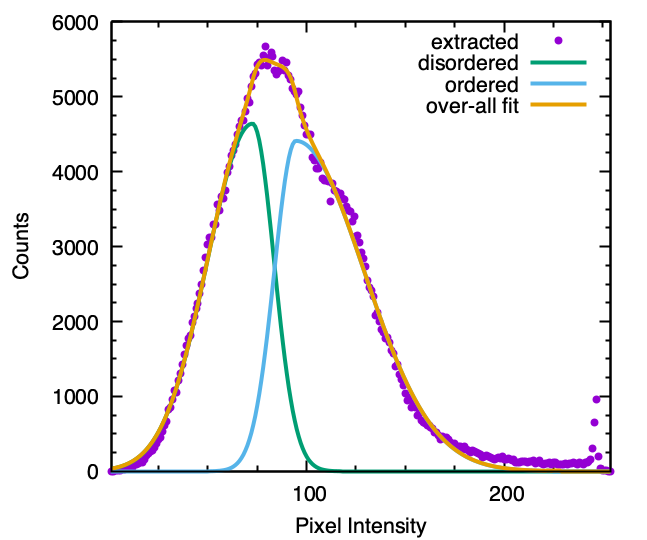 6000
5000
4000
3000
2000
1000
0
100
200
Counts
Pixel Intensity
extracted
disordered
ordered
over-all fit